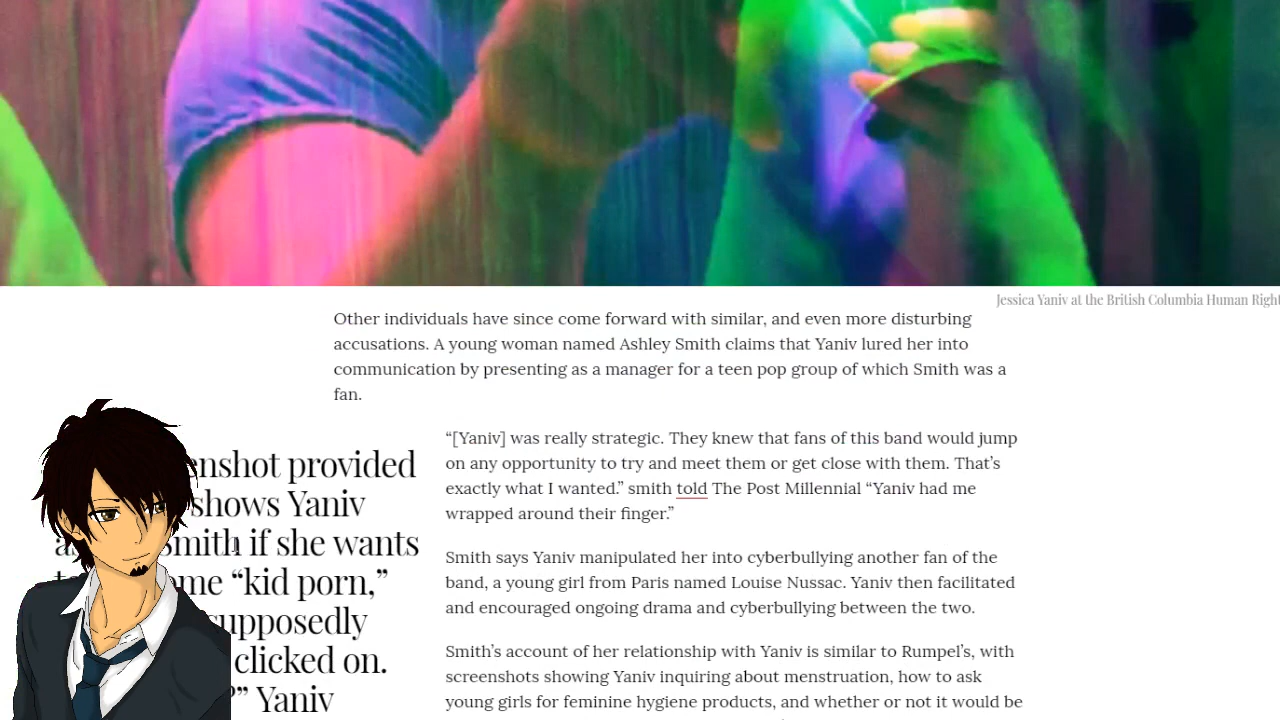 Jessica Yaniv at the British Columbia Human Right
Other individuals have since come forward with similar, and even more disturbing
accusations. A young woman named Ashley Smith claims that Yaniv lured her into
communication by presenting as a manager for a teen pop group of which Smith was a
fan.
enshot provided
shows Yaniv
Smith if she wants
me “kid porn,”
upposedly
clicked on.
” Yaniv
“[Yaniv] was really strategic. They knew that fans of this band would jump
on any opportunity to try and meet them or get close with them. That’s
exactly what I wanted.” smith told The Post Millennial “Yaniv had me
wrapped around their finger.”
Smith says Yaniv manipulated her into cyberbullying another fan of the
band, a young girl from Paris named Louise Nussac. Yaniv then facilitated
and encouraged ongoing drama and cyberbullying between the two.
Smith’s account of her relationship with Yaniv is similar to Rumpel’s, with
screenshots showing Yaniv inquiring about menstruation, how to ask
young girls for feminine hygiene products, and whether or not it would be